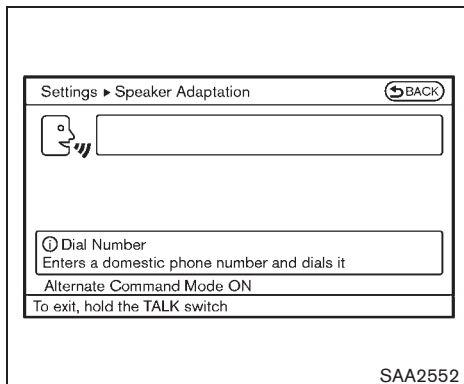 Settings ▸ Speaker Adaptation BACK
ⓘ Dial Number
Enters a domestic phone number and dials it
Alternate Command Mode ON
To exit, hold the TALK switch
SAA2552